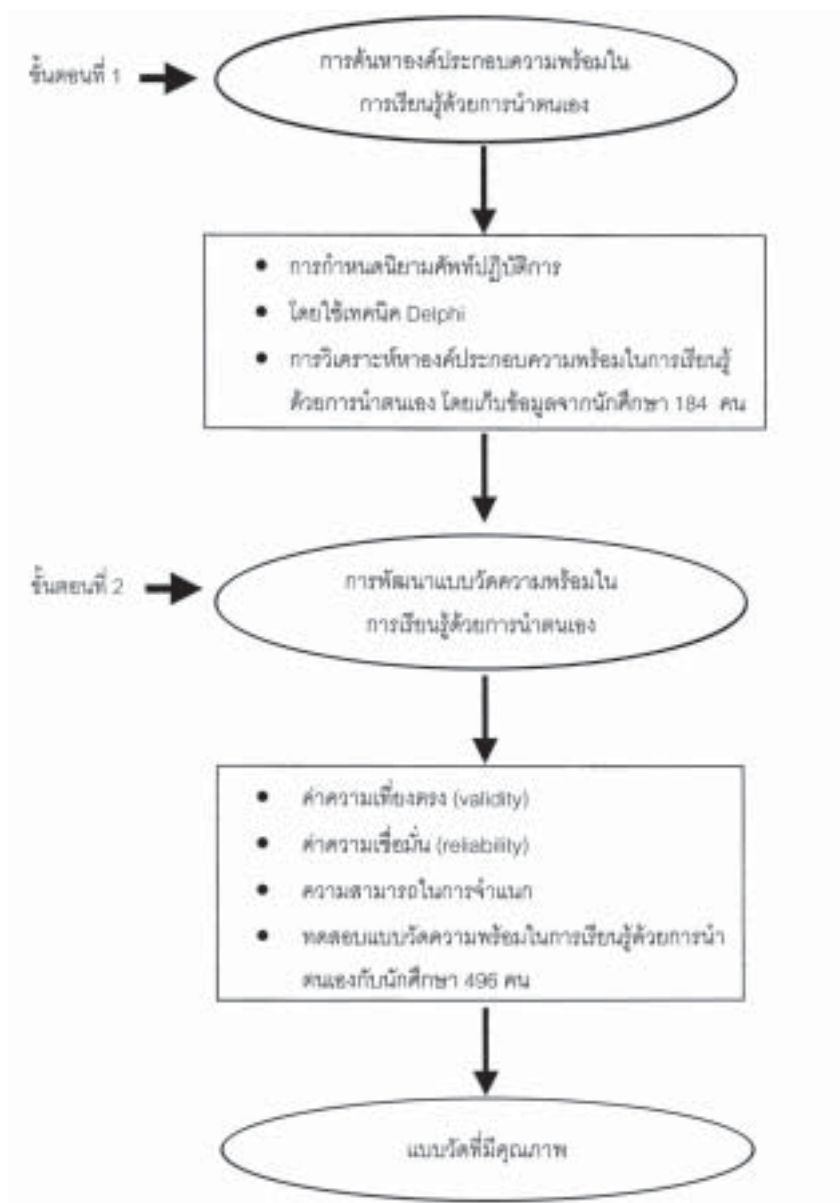 การค้นหาองค์ประกอบความพร้อมใน
ขั้นตอนที่ 1
การเรียนรู้ด้วยการนำตนเอง
● การกำหนดนิยามศัพท์ปฏิบัติการ
● โดยใช้เทคนิค Delphi
● การวิเคราะห์หาองค์ประกอบความพร้อมในการเรียนรู้
ด้วยการนำตนเอง โดยเก็บข้อมูลจากนักศึกษา 184 คน
ขั้นตอนที่ 2
การพัฒนาแบบวัดความพร้อมใน
การเรียนรู้ด้วยการนำตนเอง
● ค่าความเที่ยงตรง (validity)
● ค่าความเชื่อมั่น (reliability)
● ความสามารถในการจำแนก
● ทดสอบแบบวัดความพร้อมในการเรียนรู้ด้วยการนำ
ตนเองกับนักศึกษา 496 คน
แบบวัดที่มีคุณภาพ